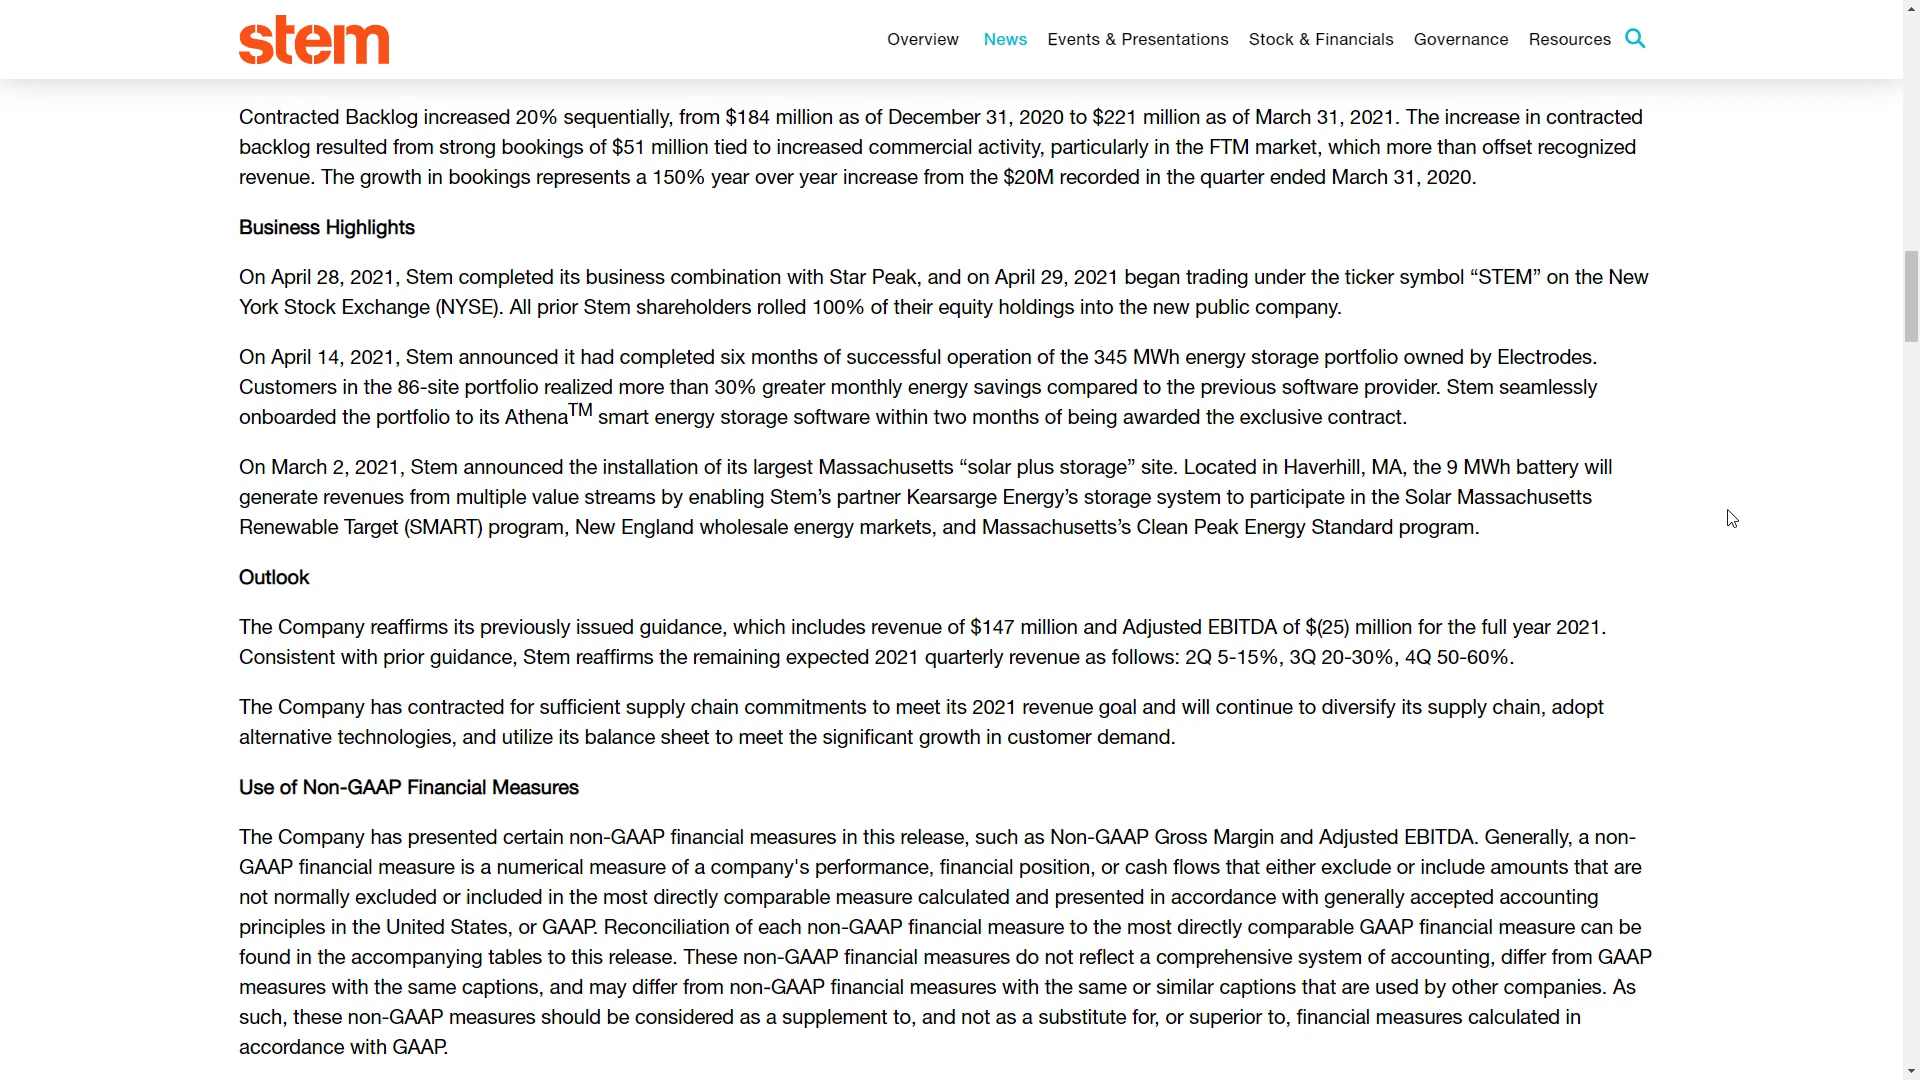 stem
Overview News Events & Presentations Stock & Financials Governance Resources
Contracted Backlog increased 20% sequentially, from $184 million as of December 31, 2020 to $221 million as of March 31, 2021. The increase in contracted
backlog resulted from strong bookings of $51 million tied to increased commercial activity, particularly in the FTM market, which more than offset recognized
revenue. The growth in bookings represents a 150% year over year increase from the $20M recorded in the quarter ended March 31, 2020.
Business Highlights
On April 28, 2021, Stem completed its business combination with Star Peak, and on April 29, 2021 began trading under the ticker symbol “STEM” on the New
York Stock Exchange (NYSE). All prior Stem shareholders rolled 100% of their equity holdings into the new public company.
On April 14, 2021, Stem announced it had completed six months of successful operation of the 345 MWh energy storage portfolio owned by Electrodes.
Customers in the 86-site portfolio realized more than 30% greater monthly energy savings compared to the previous software provider. Stem seamlessly
onboarded the portfolio to its Athena™ smart energy storage software within two months of being awarded the exclusive contract.
On March 2, 2021, Stem announced the installation of its largest Massachusetts “solar plus storage” site. Located in Haverhill, MA, the 9 MWh battery will
generate revenues from multiple value streams by enabling Stem’s partner Kearsarge Energy’s storage system to participate in the Solar Massachusetts
Renewable Target (SMART) program, New England wholesale energy markets, and Massachusetts’s Clean Peak Energy Standard program.
Outlook
The Company reaffirms its previously issued guidance, which includes revenue of $147 million and Adjusted EBITDA of $(25) million for the full year 2021.
Consistent with prior guidance, Stem reaffirms the remaining expected 2021 quarterly revenue as follows: 2Q 5-15%, 3Q 20-30%, 4Q 50-60%.
The Company has contracted for sufficient supply chain commitments to meet its 2021 revenue goal and will continue to diversify its supply chain, adopt
alternative technologies, and utilize its balance sheet to meet the significant growth in customer demand.
Use of Non-GAAP Financial Measures
The Company has presented certain non-GAAP financial measures in this release, such as Non-GAAP Gross Margin and Adjusted EBITDA. Generally, a non-
GAAP financial measure is a numerical measure of a company's performance, financial position, or cash flows that either exclude or include amounts that are
not normally excluded or included in the most directly comparable measure calculated and presented in accordance with generally accepted accounting
principles in the United States, or GAAP. Reconciliation of each non-GAAP financial measure to the most directly comparable GAAP financial measure can be
found in the accompanying tables to this release. These non-GAAP financial measures do not reflect a comprehensive system of accounting, differ from GAAP
measures with the same captions, and may differ from non-GAAP financial measures with the same or similar captions that are used by other companies. As
such, these non-GAAP measures should be considered as a supplement to, and not as a substitute for, or superior to, financial measures calculated in
accordance with GAAP.